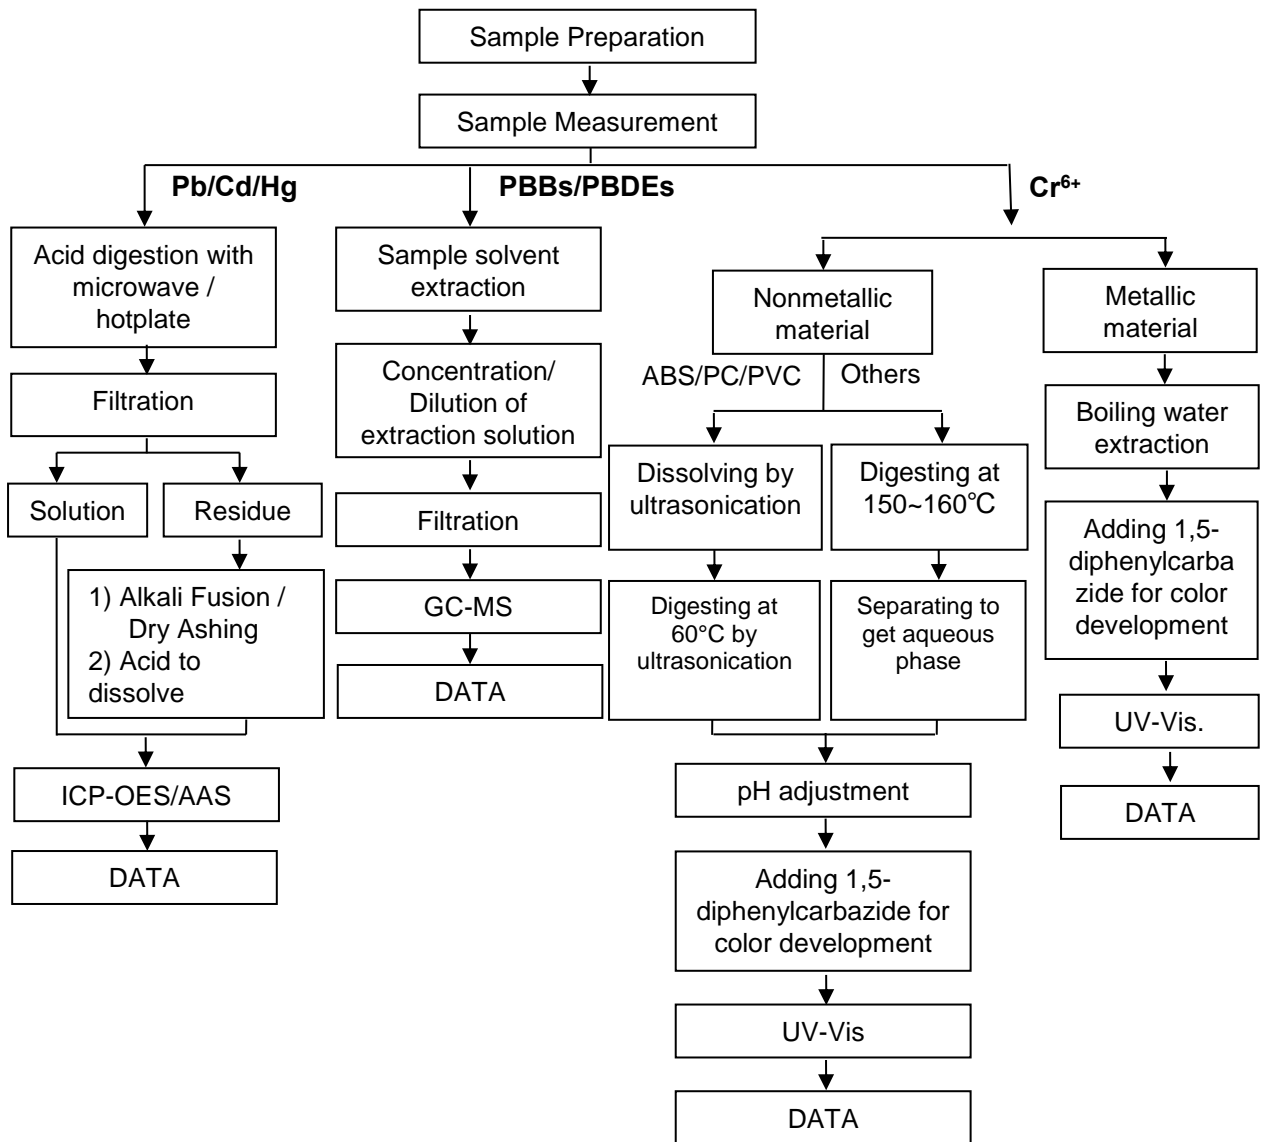 Sample Preparation
Sample Measurement
Pb/Cd/Hg
PBBs/PBDEs
Cr⁶⁺
Acid digestion with
microwave /
hotplate
Filtration
Solution
Residue
1) Alkali Fusion /
Dry Ashing
2) Acid to
dissolve
ICP-OES/AAS
DATA
Sample solvent
extraction
Concentration/
Dilution of
extraction solution
Filtration
GC-MS
DATA
Nonmetallic
material
ABS/PC/PVC
Others
Dissolving by
ultrasonication
Digesting at
60°C by
ultrasonication
Digesting at
150~160℃
Separating to
get aqueous
phase
pH adjustment
Adding 1,5-
diphenylcarbazide for
color development
UV-Vis
DATA
Metallic
material
Boiling water
extraction
Adding 1,5-
diphenylcarba
zide for color
development
UV-Vis.
DATA